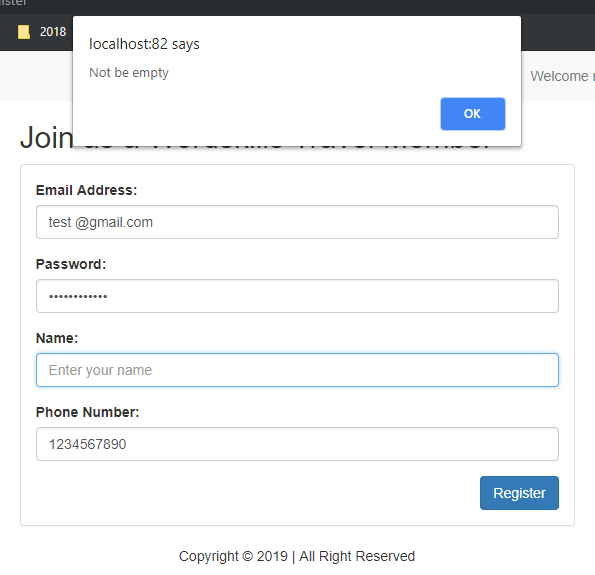 ister
2018
localhost:82 says
Not be empty
OK
Welcome
Join
Email Address:
test @gmail.com
Password:
••••••••••••
Name:
Enter your name
Phone Number:
1234567890
Register
Copyright © 2019 | All Right Reserved